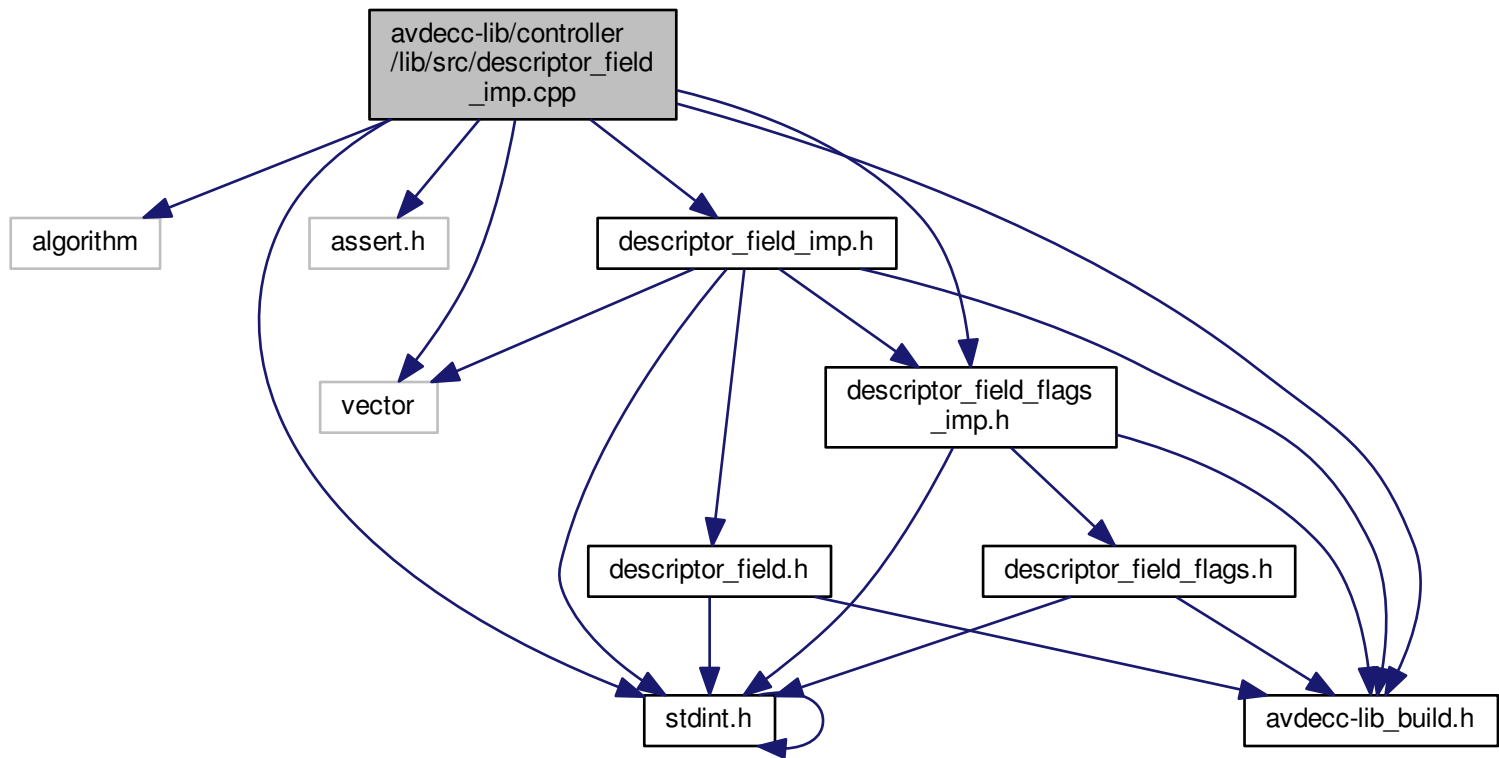 avdecc-lib/controller
/lib/src/descriptor_field
_imp.cpp
algorithm
assert.h
descriptor_field_imp.h
vector
descriptor_field_flags
_imp.h
descriptor_field.h
descriptor_field_flags.h
stdint.h
avdecc-lib_build.h